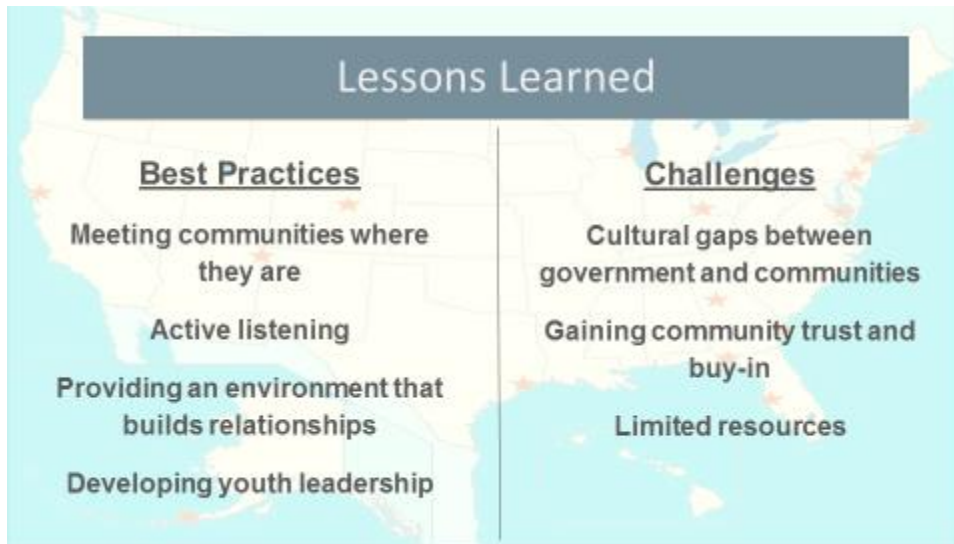 Lessons Learned
Best Practices
Meeting communities where
they are
Active listening
Providing an environment that
builds relationships
Developing youth leadership
Challenges
Cultural gaps between
government and communities
Gaining community trust and
buy-in
Limited resources